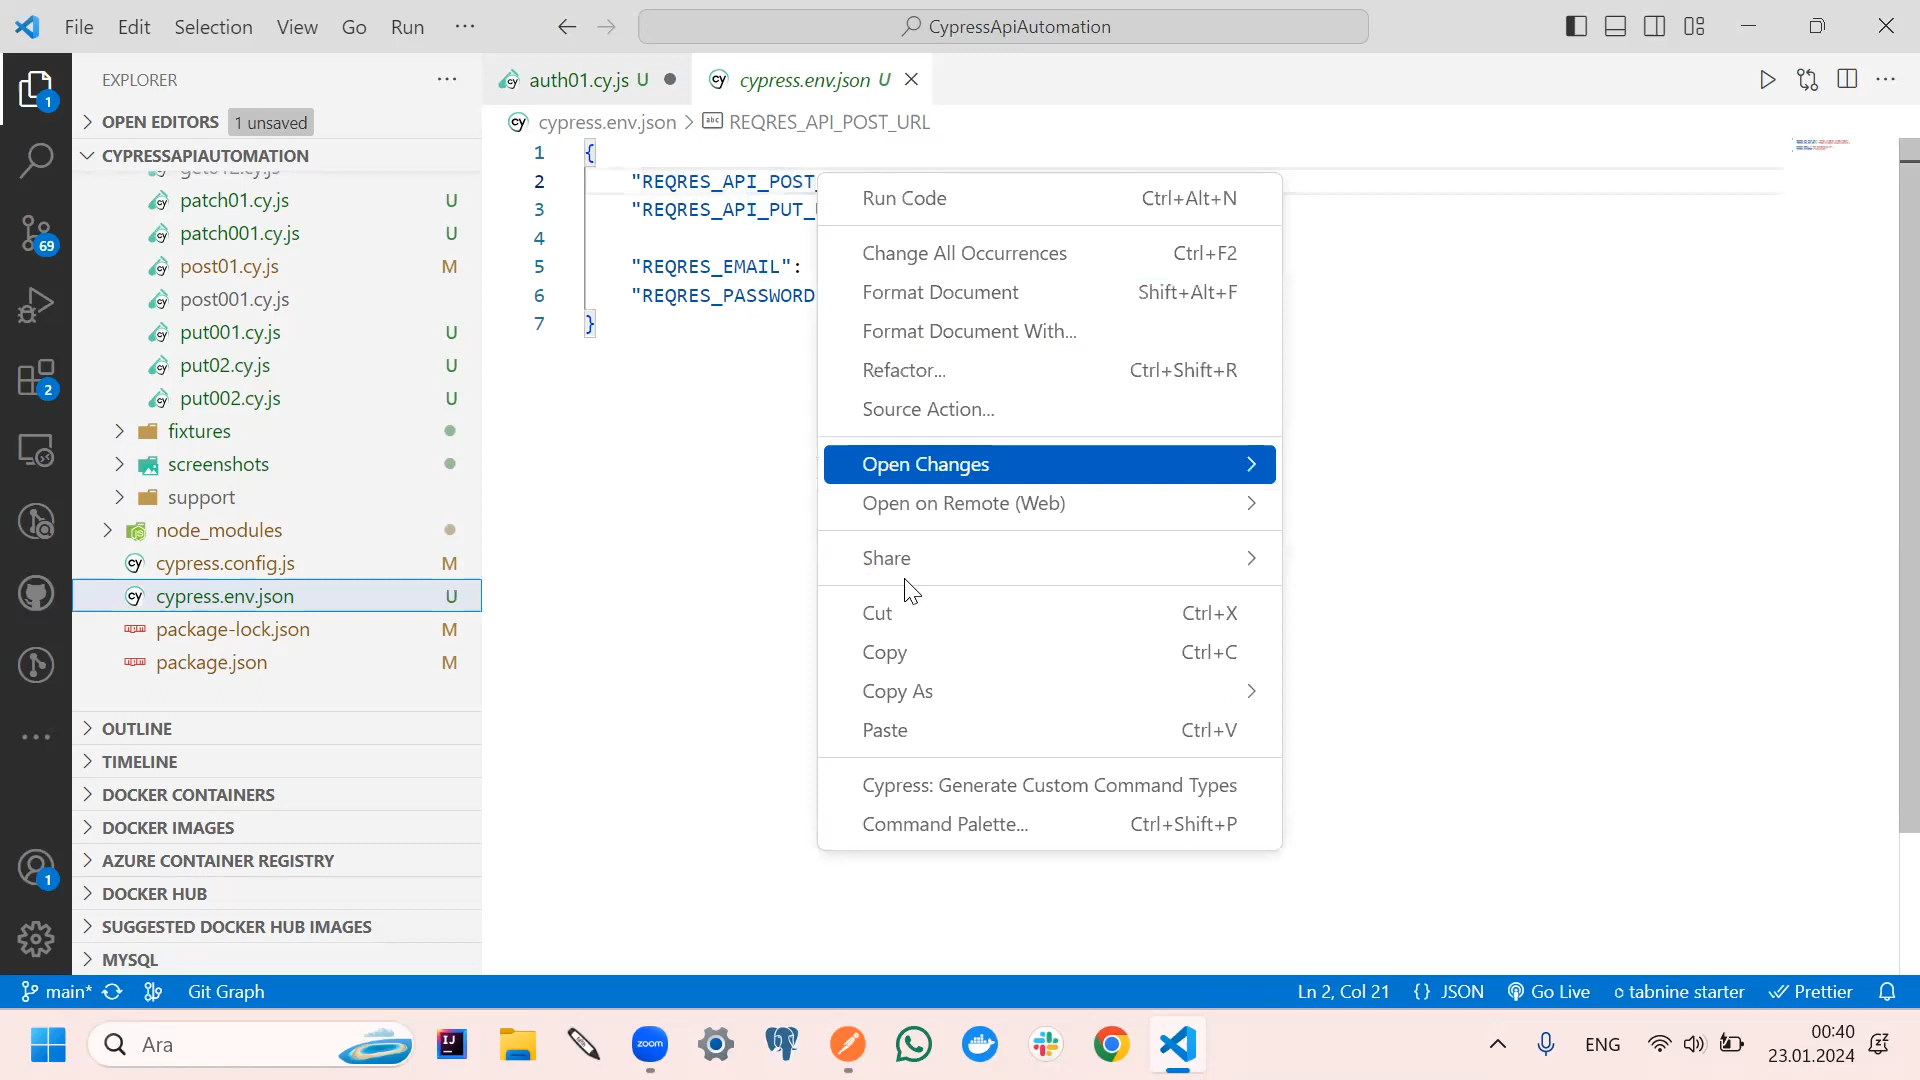 File Edit Selection View Go Run ···
CypressApiAutomation
EXPLORER
OPEN EDITORS 1 unsaved
CYPRESSAPIAUTOMATION
patch01.cy.js U
patch001.cy.js U
post01.cy.js M
post001.cy.js
put001.cy.js U
put02.cy.js U
put002.cy.js U
fixtures
screenshots
support
node_modules
cypress.config.js M
cypress.env.json U
package-lock.json M
package.json M
OUTLINE
TIMELINE
DOCKER CONTAINERS
DOCKER IMAGES
AZURE CONTAINER REGISTRY
DOCKER HUB
SUGGESTED DOCKER HUB IMAGES
MYSQL
1
69
2
1
auth01.cy.js U
cypress.env.json U
cypress.env.json > REQRES_API_POST_URL
1 {
2 "REQRES_API_POST_
3 "REQRES_API_PUT_
4
5 "REQRES_EMAIL":
6 "REQRES_PASSWORD
7 }
Run Code Ctrl+Alt+N
Change All Occurrences Ctrl+F2
Format Document Shift+Alt+F
Format Document With...
Refactor... Ctrl+Shift+R
Source Action...
Open Changes
Open on Remote (Web)
Share
Cut Ctrl+X
Copy Ctrl+C
Copy As
Paste Ctrl+V
Cypress: Generate Custom Command Types
Command Palette... Ctrl+Shift+P
main* Git Graph Ln 2, Col 21 {} JSON Go Live tabnine starter Prettier
Ara
zoom
ENG
00:40
23.01.2024